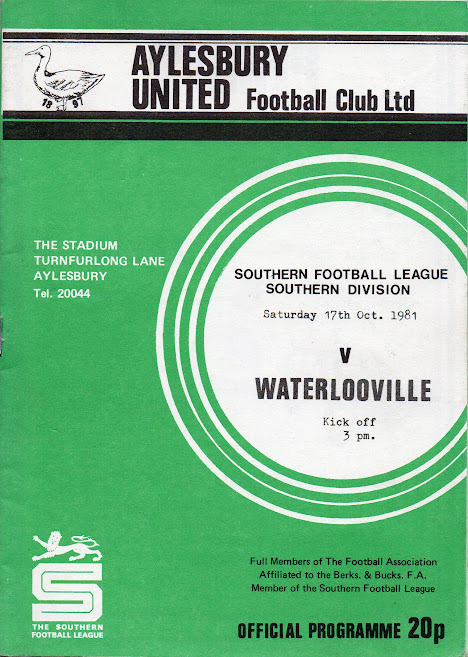 AYLESBURY
UNITED Football Club Ltd
1897
THE STADIUM
TURNFURLONG LANE
AYLESBURY
Tel. 20044
SOUTHERN FOOTBALL LEAGUE
SOUTHERN DIVISION
Saturday 17th Oct. 1981
V
WATERLOOVILLE
Kick off
3 pm.
Full Members of The Football Association
Affiliated to the Berks. & Bucks. F.A.
Member of the Southern Football League
S
THE SOUTHERN
FOOTBALL LEAGUE
OFFICIAL PROGRAMME 20p